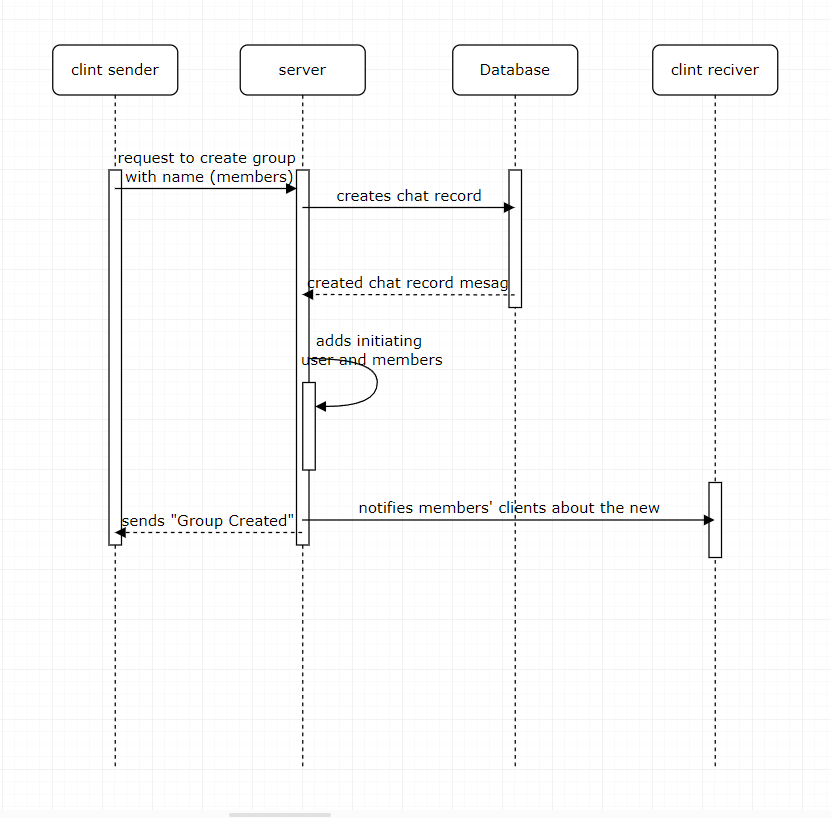 clint sender
server
Database
clint reciver
request to create group
with name (members)
creates chat record
created chat record mesag
adds initiating
user and members
notifies members' clients about the new
sends "Group Created"